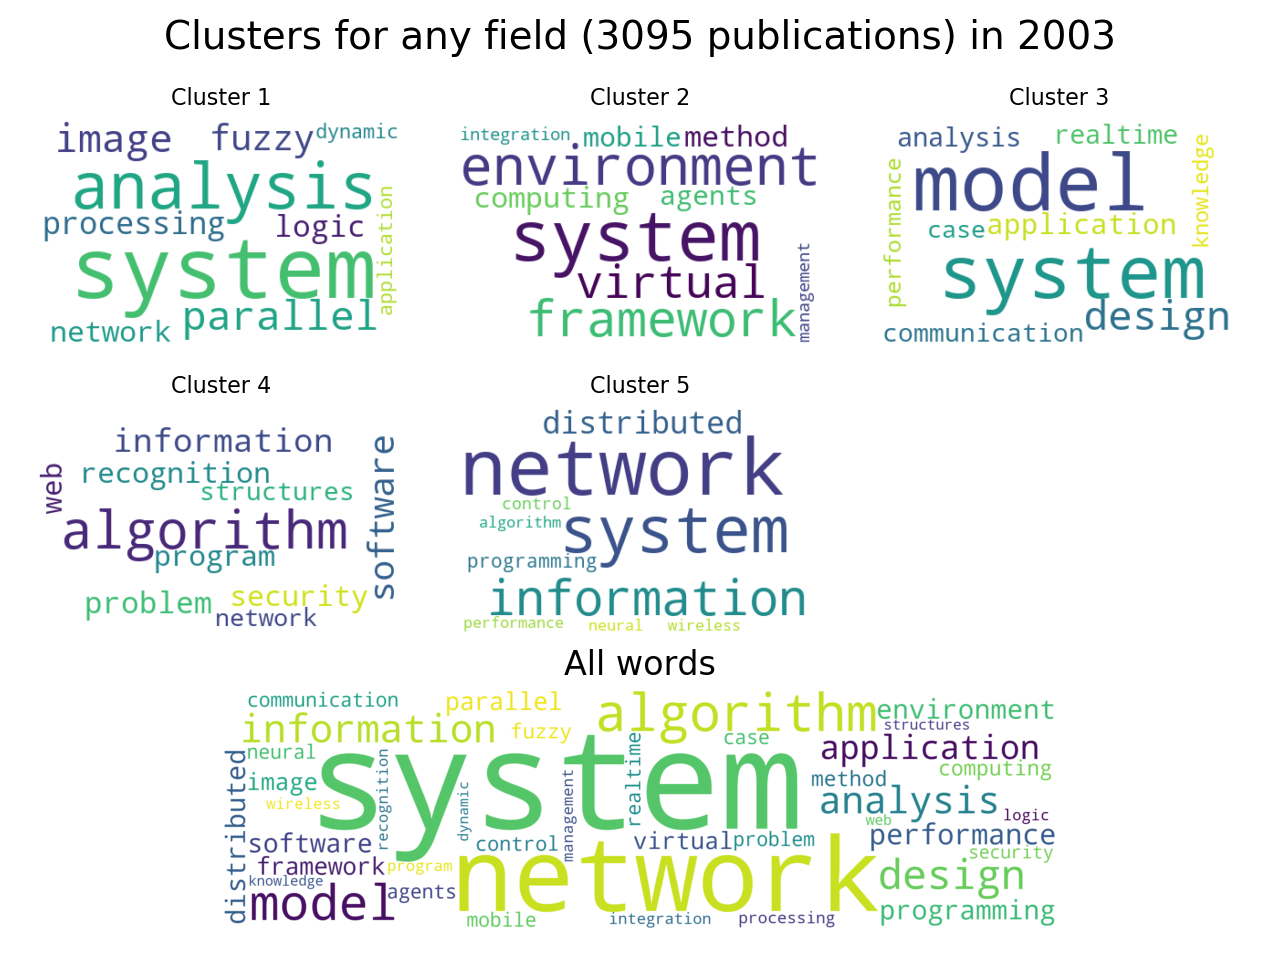 Clusters for any field (3095 publications) in 2003
Cluster 1
image
fuzzy
dynamic
analysis
processing
logic
application
system
parallel
network
Cluster 2
integration
mobile
method
environment
computing
agents
system
virtual
management
framework
Cluster 3
analysis
realtime
model
knowledge
performance
case
application
system
design
communication
Cluster 4
information
web
recognition
structures
software
algorithm
program
problem
security
network
Cluster 5
distributed
network
control
algorithm
system
programming
information
performance
neural
wireless
All words
communication
parallel
algorithm
environment
information
fuzzy
structures
case
application
neural
system
realtime
computing
image
recognition
method
wireless
dynamic
management
analysis
distributed
web
logic
software
control
virtual
problem
performance
framework
program
network
security
knowledge
agents
design
model
mobile
integration
processing
programming